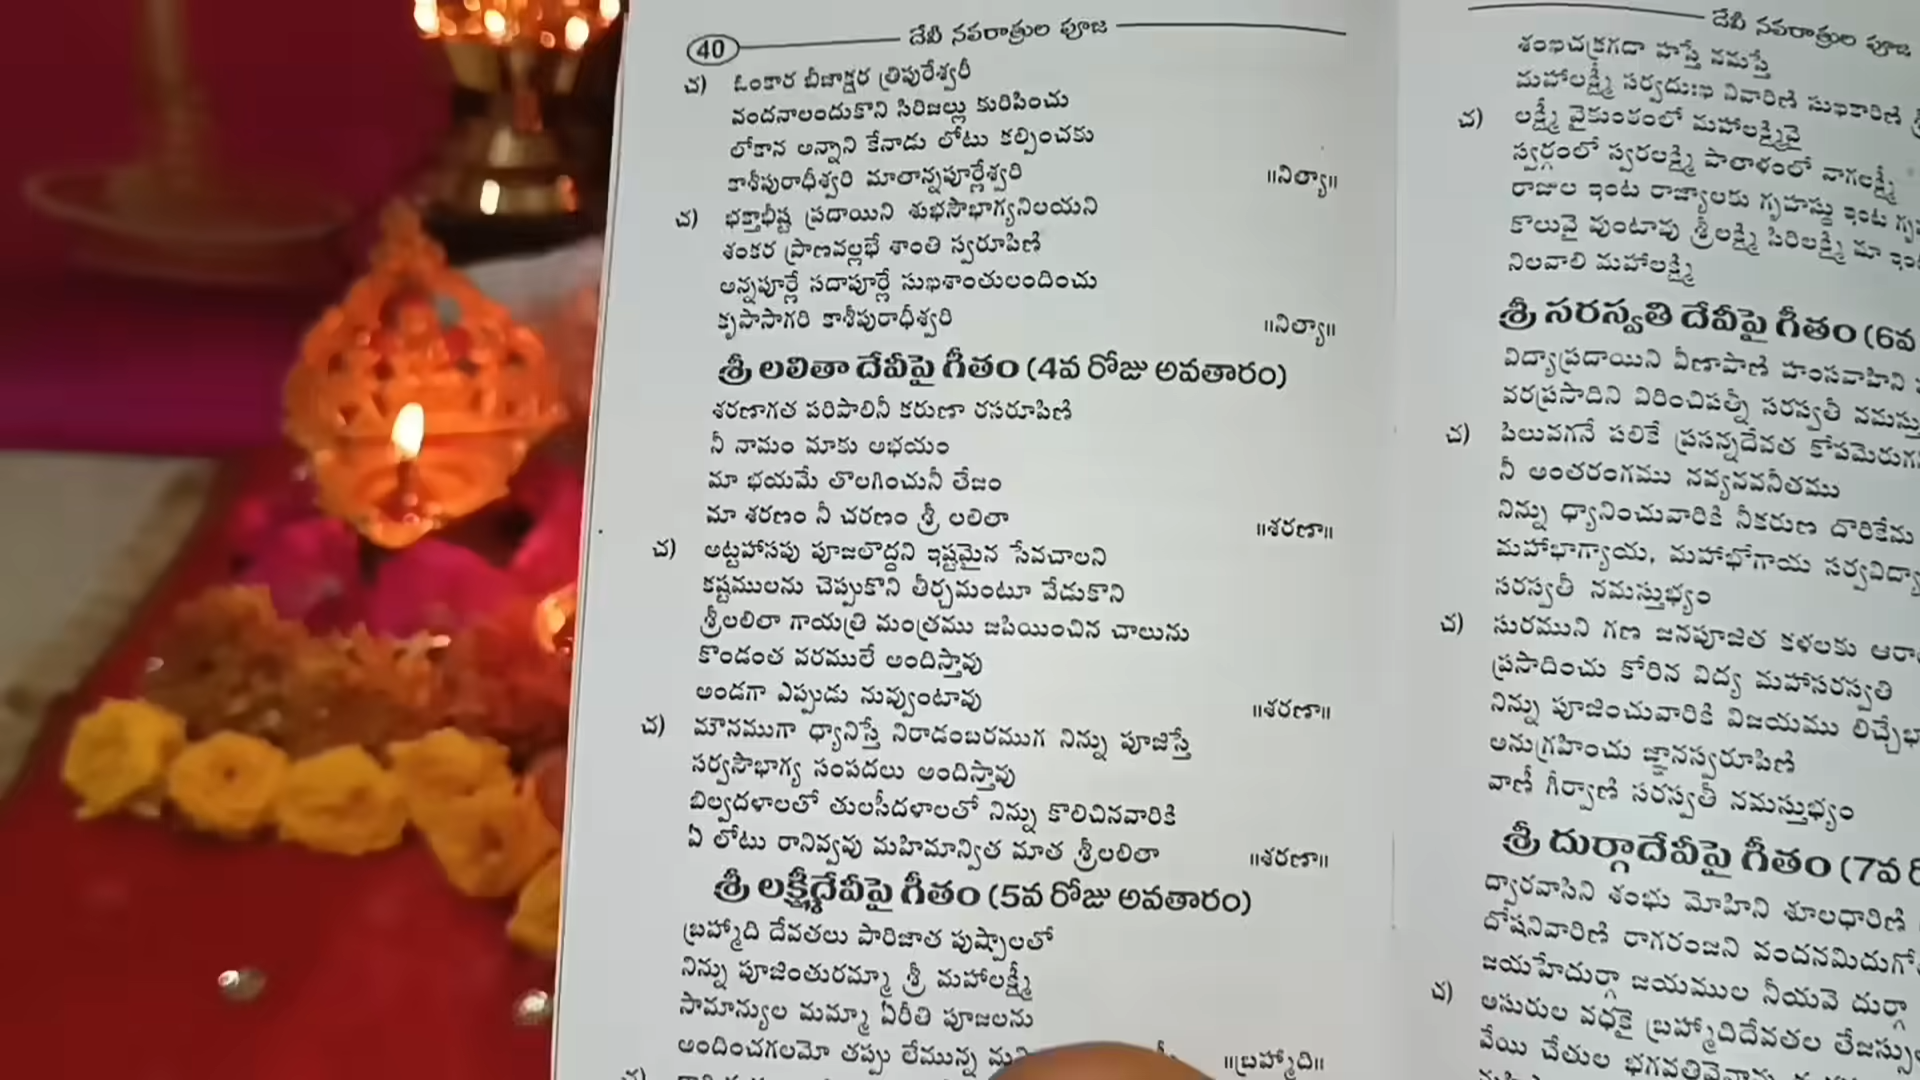 40
దేవీ నవరాత్రుల పూజ
చ) ఓంకార బీజాక్షర త్రిపురేశ్వరీ
వందనాలందుకొని సిరిజల్లు కురిపించు
లోకాన అన్నాని కేనాడు లోటు కల్పించకు
కాశీపురాధీశ్వరి మాతాన్నపూర్ణేశ్వరి ॥నిత్యా॥
చ) భక్తాభీష్ట ప్రదాయిని శుభసౌభాగ్యనిలయని
శంకర ప్రాణవల్లభే శాంతి స్వరూపిణి
అన్నపూర్ణే సదాపూర్ణే సుఖశాంతులందించు
కృపాసాగరి కాశీపురాధీశ్వరి ॥నిత్యా॥
శ్రీ లలితా దేవీపై గీతం (4వ రోజు అవతారం)
శరణాగత పరిపాలినీ కరుణా రసరూపిణి
నీ నామం మాకు అభయం
మా భయమే తొలగించునీ తేజం
మా శరణం నీ చరణం శ్రీ లలితా ॥శరణా॥
చ) అట్టహాసపు పూజలొద్దని ఇష్టమైన సేవచాలని
కష్టములను చెప్పుకొని తీర్చమంటూ వేడుకొని
శ్రీలలితా గాయత్రి మంత్రము జపియించిన చాలును
కొండంత వరములే అందిస్తావు
అండగా ఎప్పుడు నువ్వుంటావు ॥శరణా॥
చ) మౌనముగా ధ్యానిస్తే నిరాడంబరముగ నిన్ను పూజిస్తే
సర్వసౌభాగ్య సంపదలు అందిస్తావు
బిల్వదళాలతో తులసీదళాలతో నిన్ను కొలిచినవారికి
ఏ లోటు రానివ్వవు మహిమాన్విత మాత శ్రీలలితా ॥శరణా॥
శ్రీ లక్ష్మీదేవీపై గీతం (5వ రోజు అవతారం)
బ్రహ్మాది దేవతలు పారిజాత పుష్పాలతో
నిన్ను పూజింతురమ్మా శ్రీ మహాలక్ష్మీ
సామాన్యుల మమ్మా ఏరీతి పూజలను
అందించగలమో తప్పు లేమున్న ॥బ్రహ్మాది॥
దేవీ నవరాత్రుల పూజ
శంఖచక్రగదా హస్తే నమస్తే
మహాలక్ష్మీ సర్వదుఃఖ నివారిణి సుఖకారిణి
చ) లక్ష్మీ వైకుంఠంలో మహాలక్ష్మివై
స్వర్గంలో స్వరలక్ష్మి పాతాళంలో నాగలక్ష్మీ
రాజుల ఇంట రాజ్యాలకు గృహస్తు ఇంట
కొలువై వుంటావు శ్రీలక్ష్మి సిరిలక్ష్మి మా
నిలవాలి మహాలక్ష్మి
శ్రీ సరస్వతి దేవీపై గీతం (6వ
విద్యాప్రదాయిని వీణాపాణి హంసవాహిని
వరప్రసాదిని విరించిపత్నీ సరస్వతీ
చ) పిలువగనే పలికే ప్రసన్నదేవత
నీ అంతరంగము నవ్యనవనీతము
నిన్ను ధ్యానించువారికి నీకరుణ
మహాభాగ్యాయ, మహాభోగాయ
సరస్వతీ నమస్తుభ్యం
చ) సురముని గణ జనపూజిత కళలకు
ప్రసాదించు కోరిన విద్య మహాసరస్వతి
నిన్ను పూజించువారికి విజయము
అనుగ్రహించు జ్ఞానస్వరూపిణి
వాణీ గీర్వాణి సరస్వతీ నమస్తుభ్యం
శ్రీ దుర్గాదేవీపై గీతం (7వ
ద్వారవాసిని శంభు మోహిని శూలధారిణి
దోషనివారిణి రాగరంజని
జయహేదుర్గా జయముల నీయవె దుర్గా
చ) అసురుల వధకై బ్రహ్మాదిదేవతల
వేయి చేతుల